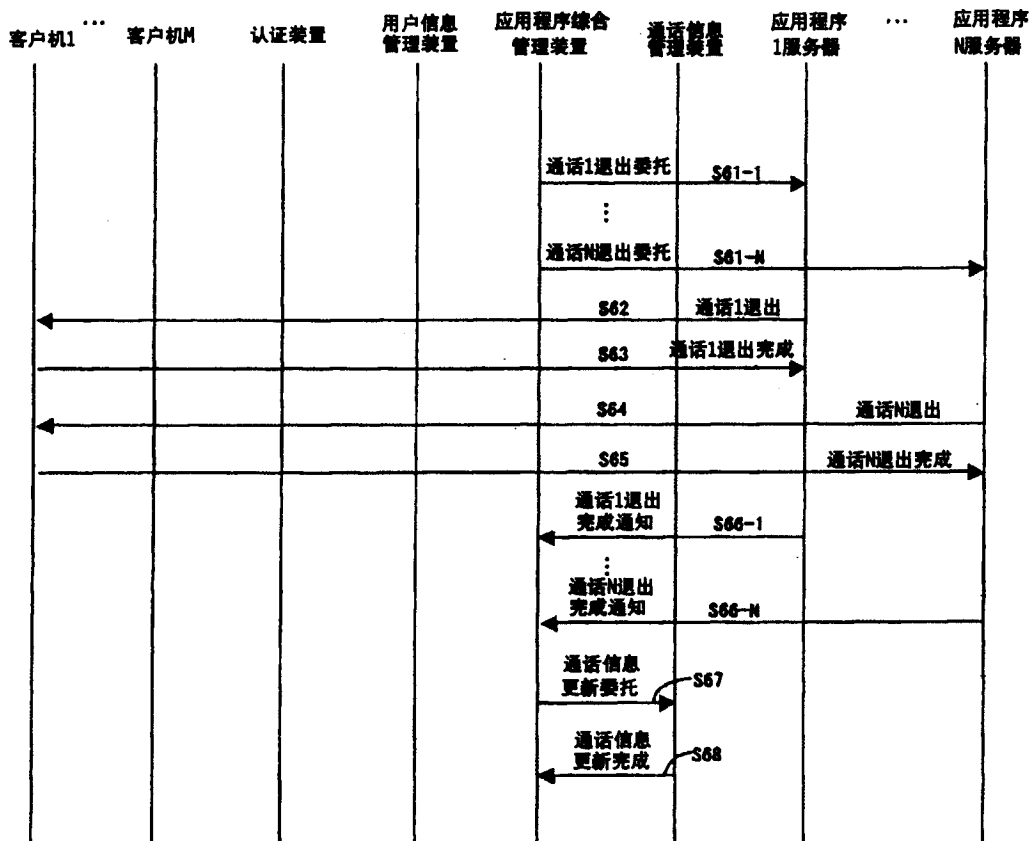 客户机1
...
客户机M
认证装置
用户信息
管理装置
应用程序综合
管理装置
通话信息
管理装置
应用程序
1服务器
...
应用程序
N服务器
通话1退出委托
S61-1
⋮
通话N退出委托
S61-N
S62
通话1退出
S63
通话1退出完成
S64
通话N退出
S65
通话N退出完成
通话1退出
完成通知
S66-1
⋮
通话N退出
完成通知
S66-N
通话信息
更新委托
S67
通话信息
更新完成
S68